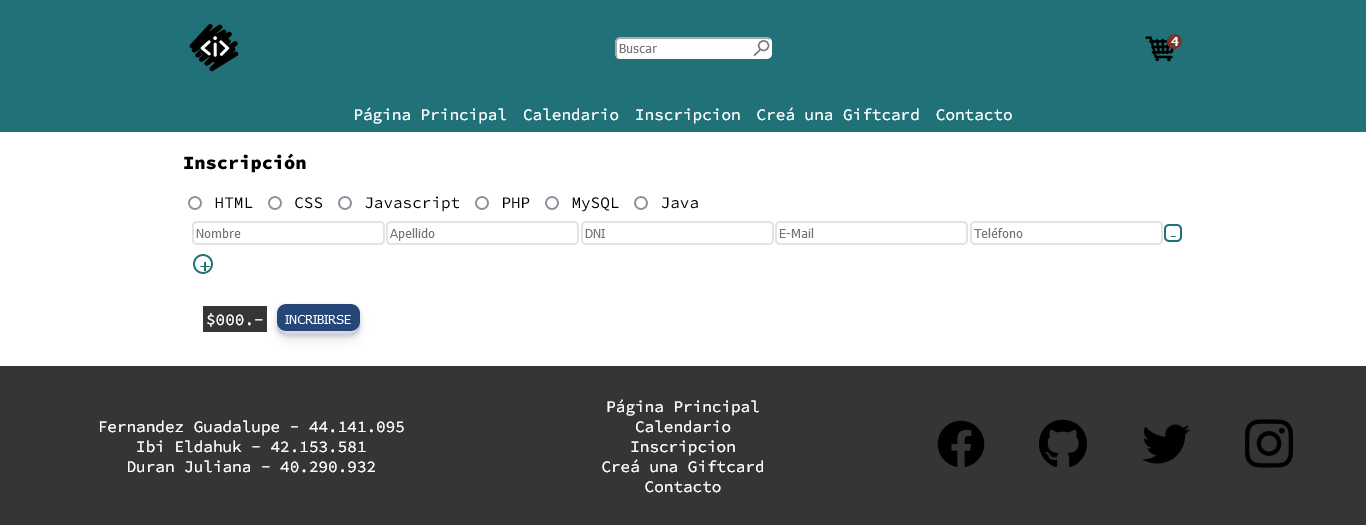 <i>
Buscar
4
Página Principal Calendario Inscripcion Creá una Giftcard Contacto
Inscripción
HTML CSS Javascript PHP MySQL Java
Nombre Apellido DNI E-Mail Teléfono -
+
$000.- INCRIBIRSE
Fernandez Guadalupe - 44.141.095
Ibi Eldahuk - 42.153.581
Duran Juliana - 40.290.932
Página Principal
Calendario
Inscripcion
Creá una Giftcard
Contacto